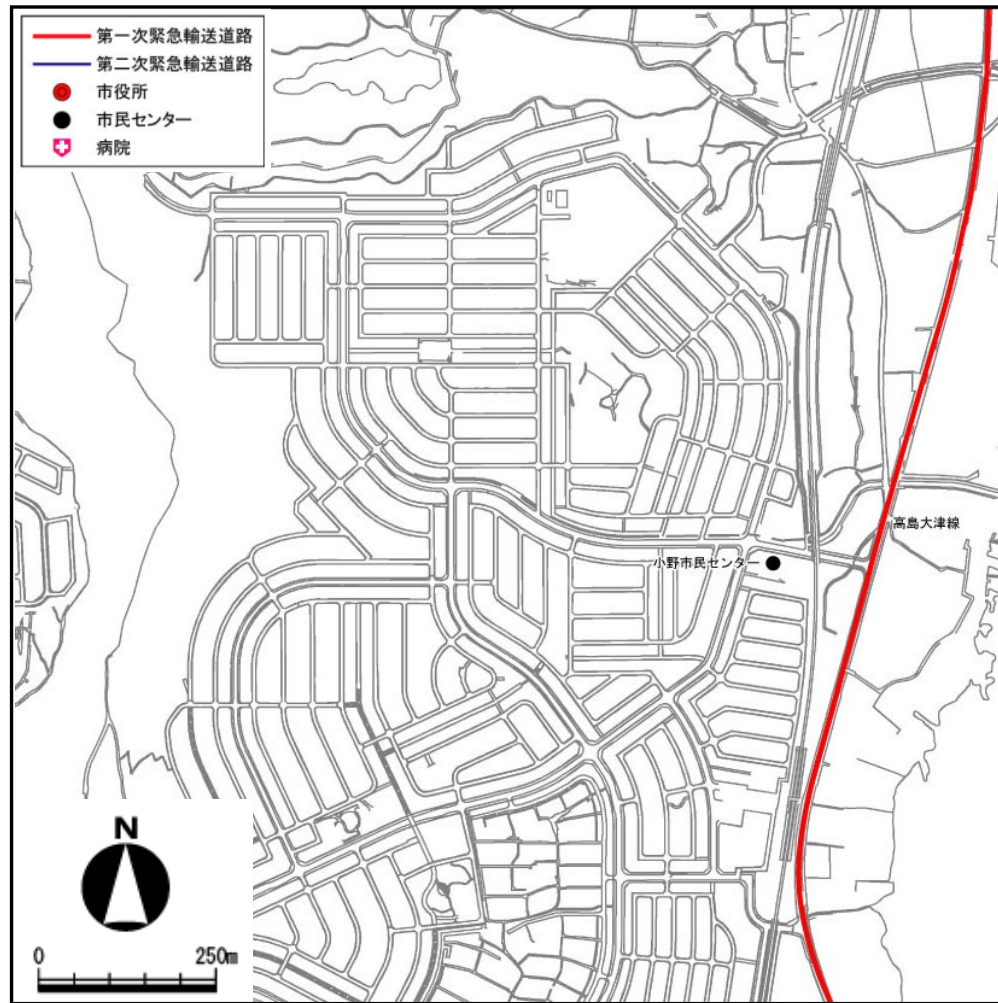 第一次緊急輸送道路
第二次緊急輸送道路
市役所
市民センター
病院
高島大津線
小野市民センター
N
0 250m